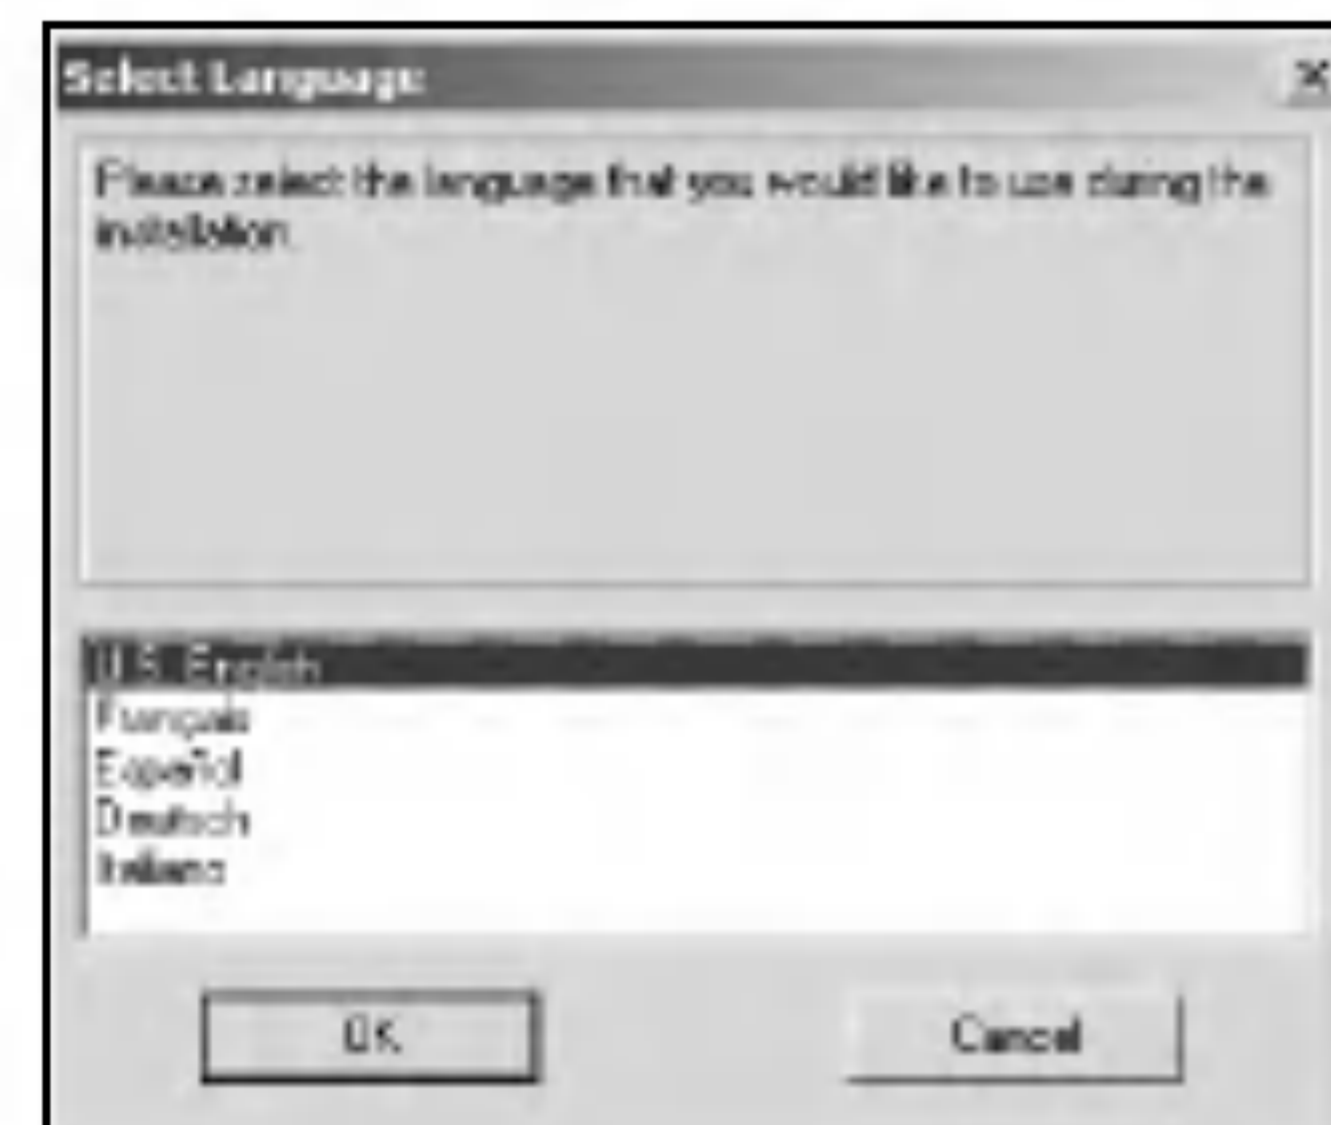 Select Language
Please select the language that you would like to use during the
installation.
U.S. English
Français
Español
Deutsch
Italiano
OK
Cancel